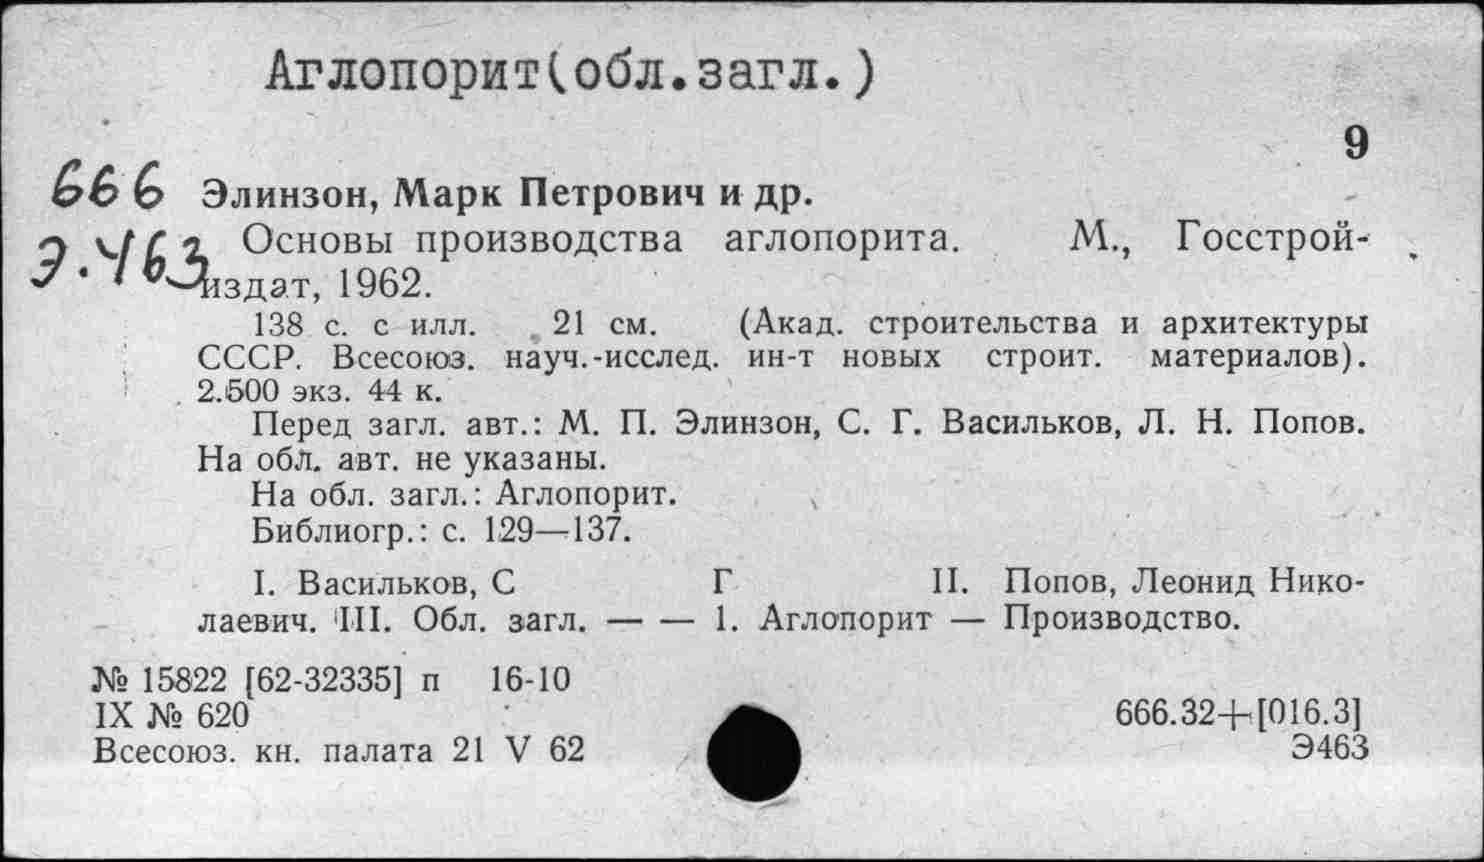 Аглопорит(обл.загл.)
9
666 Элинзон, Марк Петрович и др.
Э.463 Основы производства аглопорита. М., Госстрой-
издат, 1962.
138 с. с илл. 21 см. (Акад. строительства и архитектуры
СССР. Всесоюз. науч.-исслед. ин-т новых строит. материалов).
2.500 экз. 44 к.
Перед загл. авт.: М. П. Элинзон, С. Г. Васильков, Л. Н. Попов.
На обл. авт. не указаны.
На обл. загл.: Аглопорит.
Библиогр.: с. 129—137.
I. Васильков, С Г II. Попов, Леонид Нико-
лаевич. III. Обл. загл. — — 1. Аглопорит — Производство.
№ 15822 [62-32335] п 16-10
IX № 620
666.32+[016.3]
Всесоюз. кн. палата 21 V 62
Э463